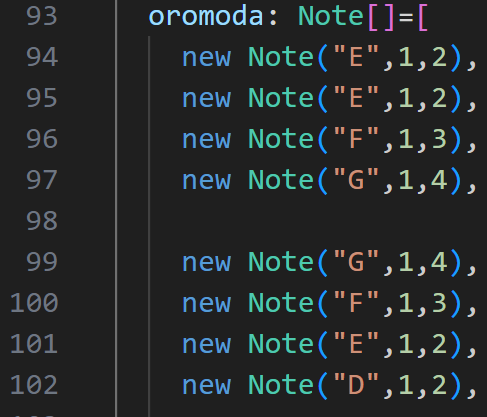 93 oromoda: Note[]=[
94 new Note("E",1,2),
95 new Note("E",1,2),
96 new Note("F",1,3),
97 new Note("G",1,4),
98
99 new Note("G",1,4),
100 new Note("F",1,3),
101 new Note("E",1,2),
102 new Note("D",1,2),